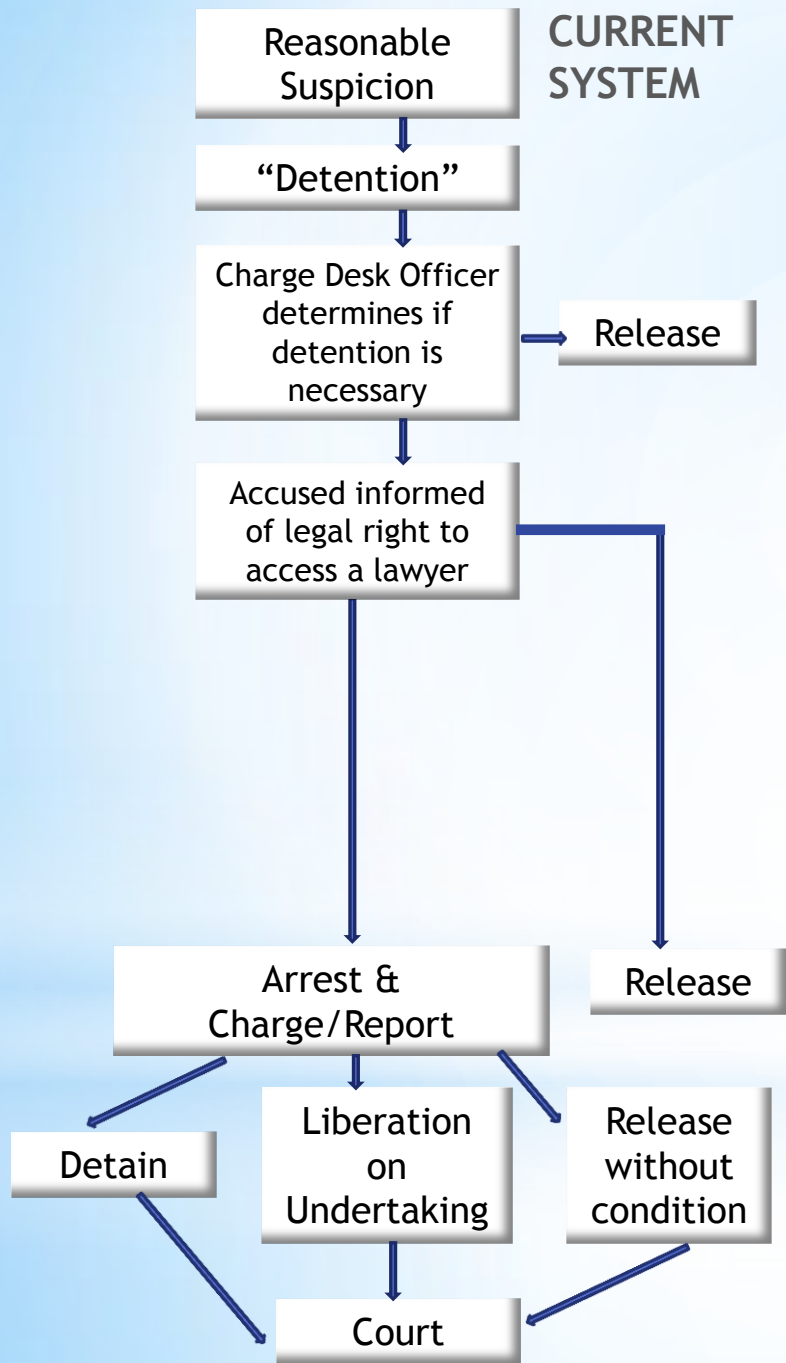 CURRENT
SYSTEM
Reasonable
Suspicion
“Detention”
Charge Desk Officer
determines if
detention is
necessary
Release
Accused informed
of legal right to
access a lawyer
Arrest &
Charge/Report
Release
Detain
Liberation
on
Undertaking
Release
without
condition
Court